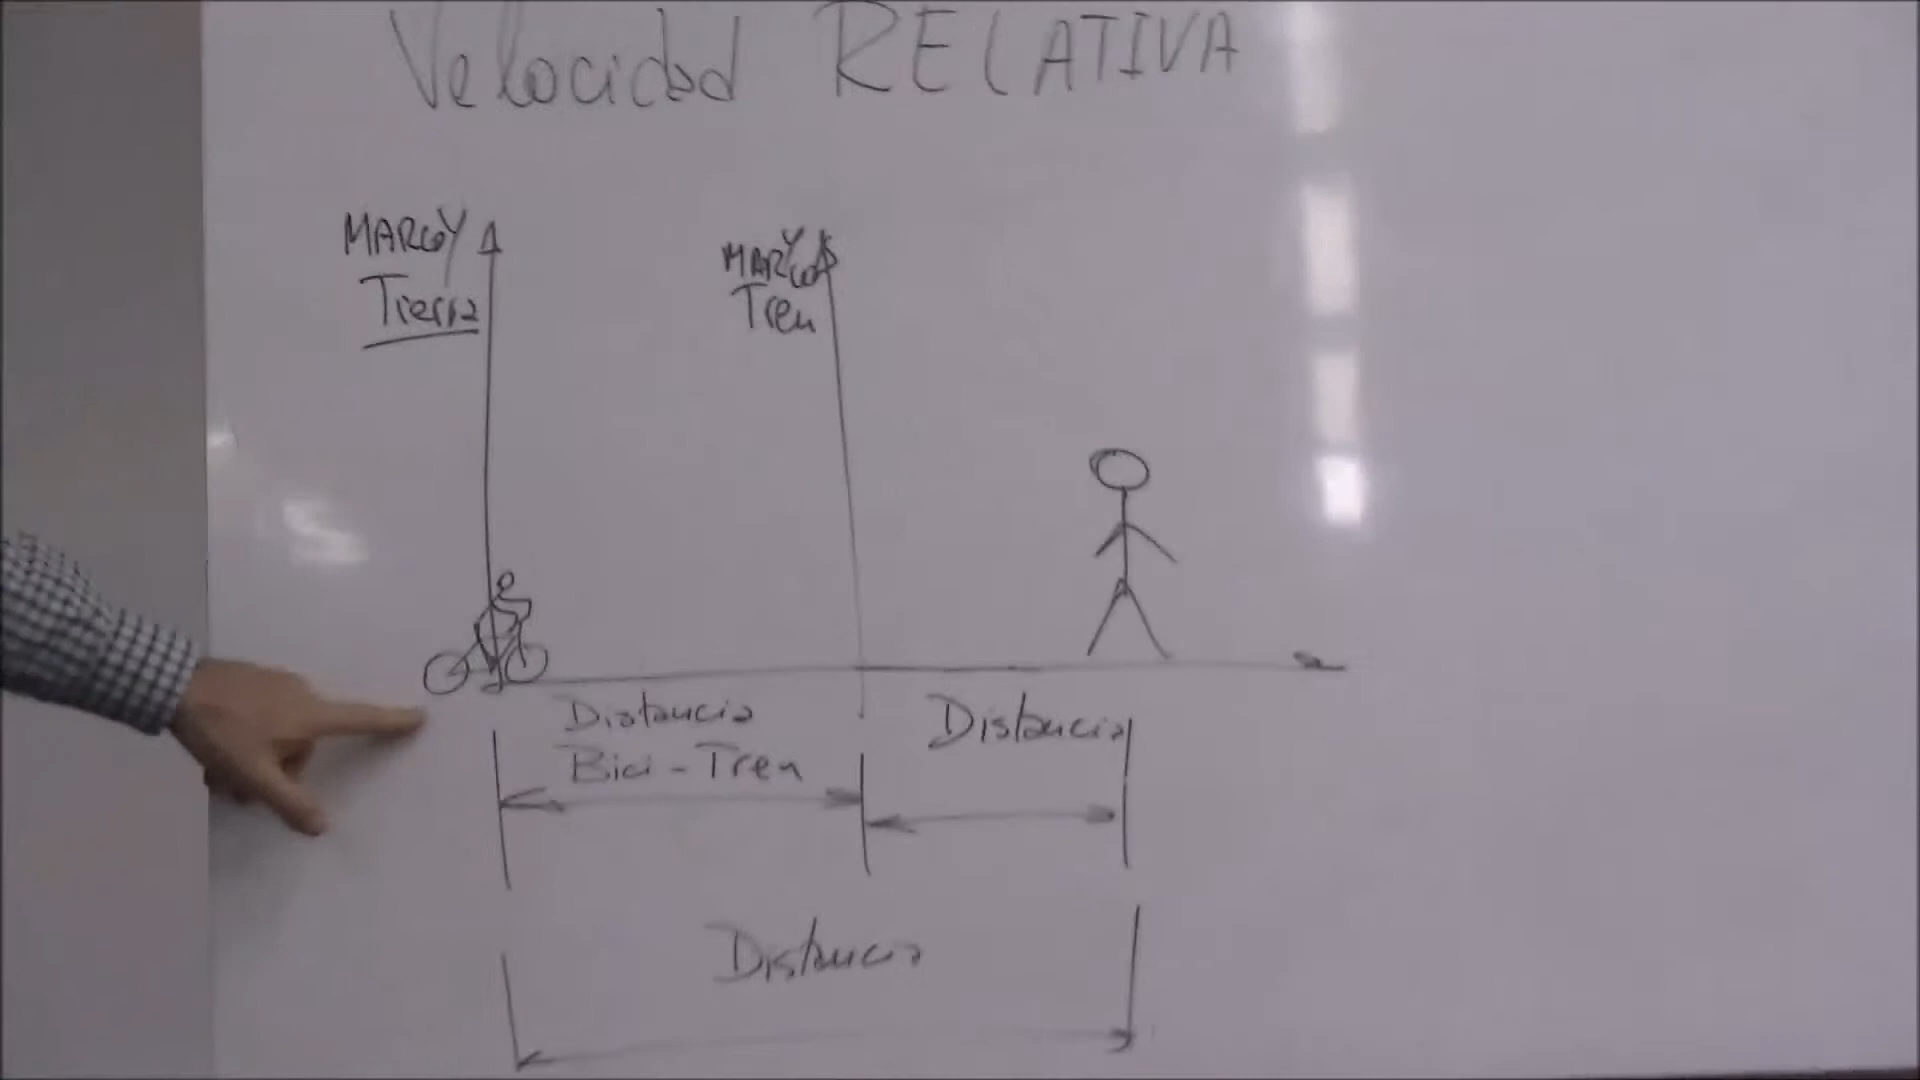 Velocidad RELATIVA
MARCO Y
Tierra
MARCO Y
Tren
Distancia
Bici - Tren
Distancia
Distancia